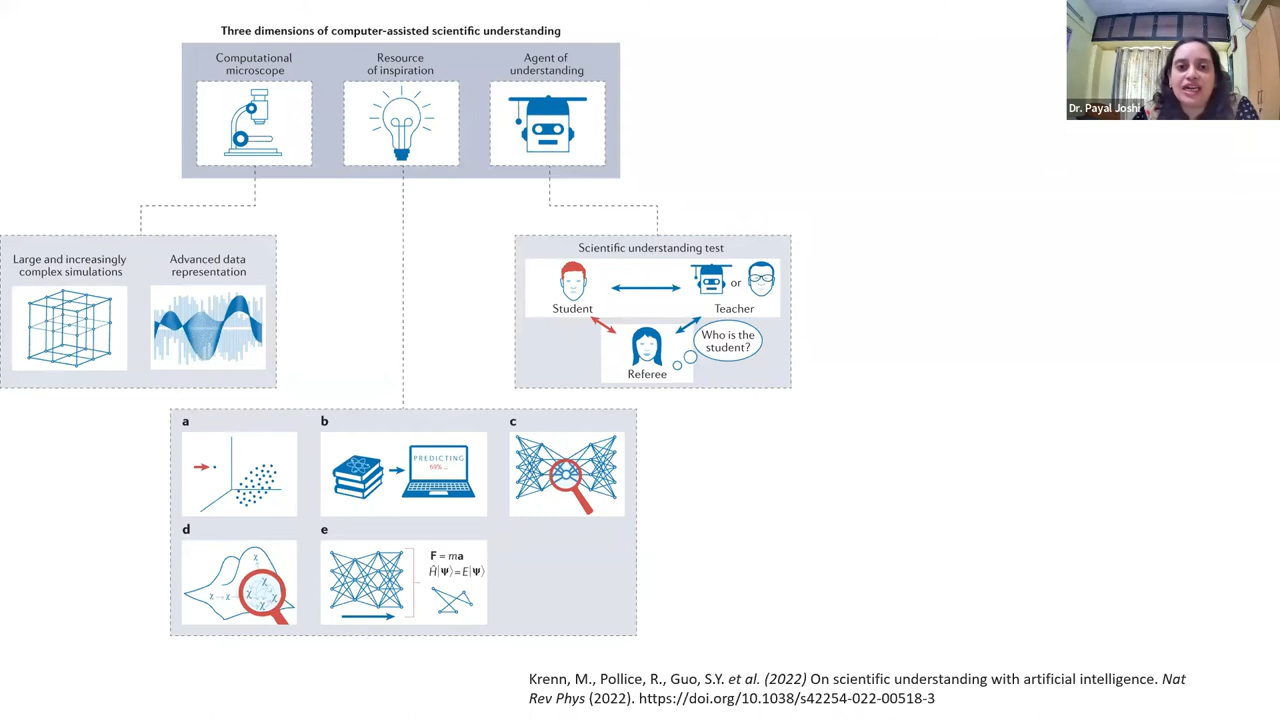 Three dimensions of computer-assisted scientific understanding
Computational
microscope
Resource
of inspiration
Agent of
understanding
Dr. Payal Joshi
Large and increasingly
complex simulations
Advanced data
representation
Scientific understanding test
Student
or
Teacher
Who is the
student?
Referee
a
b
c
PREDICTING
69% ...
d
e
χ
χ → χ
χ
χ
χ
χ
F = ma
Ĥ|Ψ⟩=E|Ψ⟩
Krenn, M., Pollice, R., Guo, S.Y. et al. (2022) On scientific understanding with artificial intelligence. Nat
Rev Phys (2022). https://doi.org/10.1038/s42254-022-00518-3